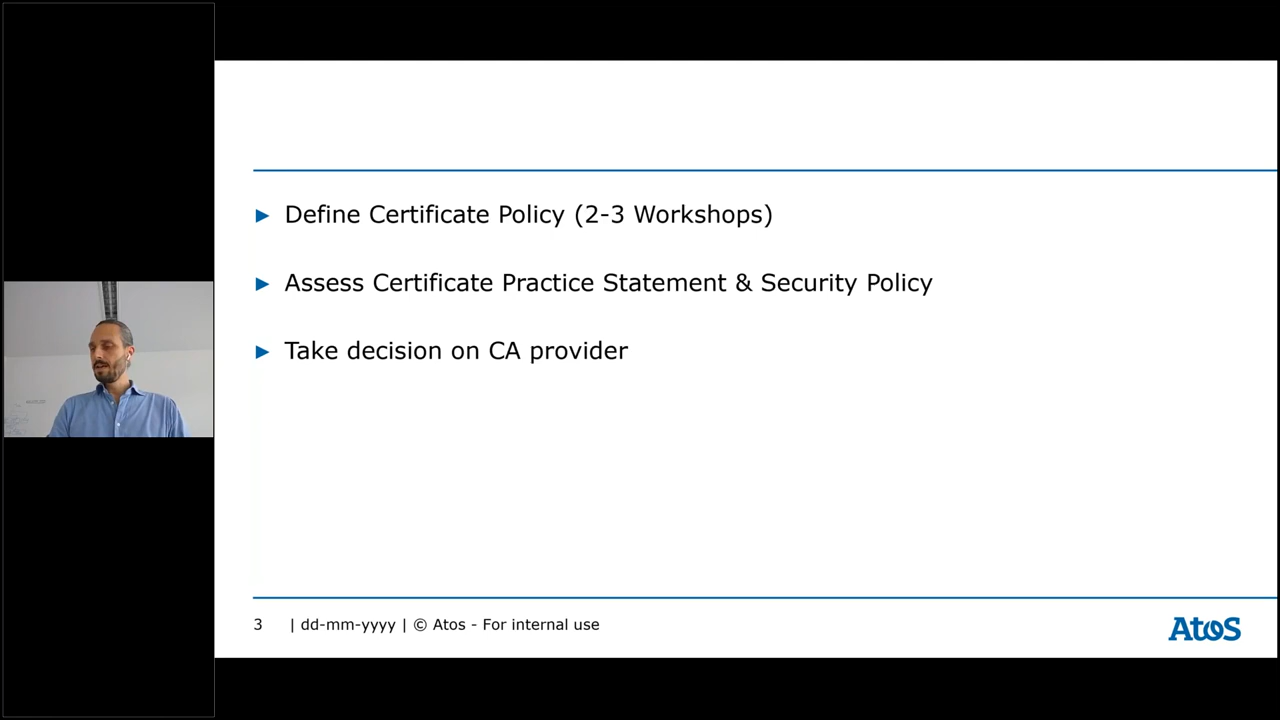 ► Define Certificate Policy (2-3 Workshops)
► Assess Certificate Practice Statement & Security Policy
► Take decision on CA provider
3 | dd-mm-yyyy | © Atos - For internal use
Atos